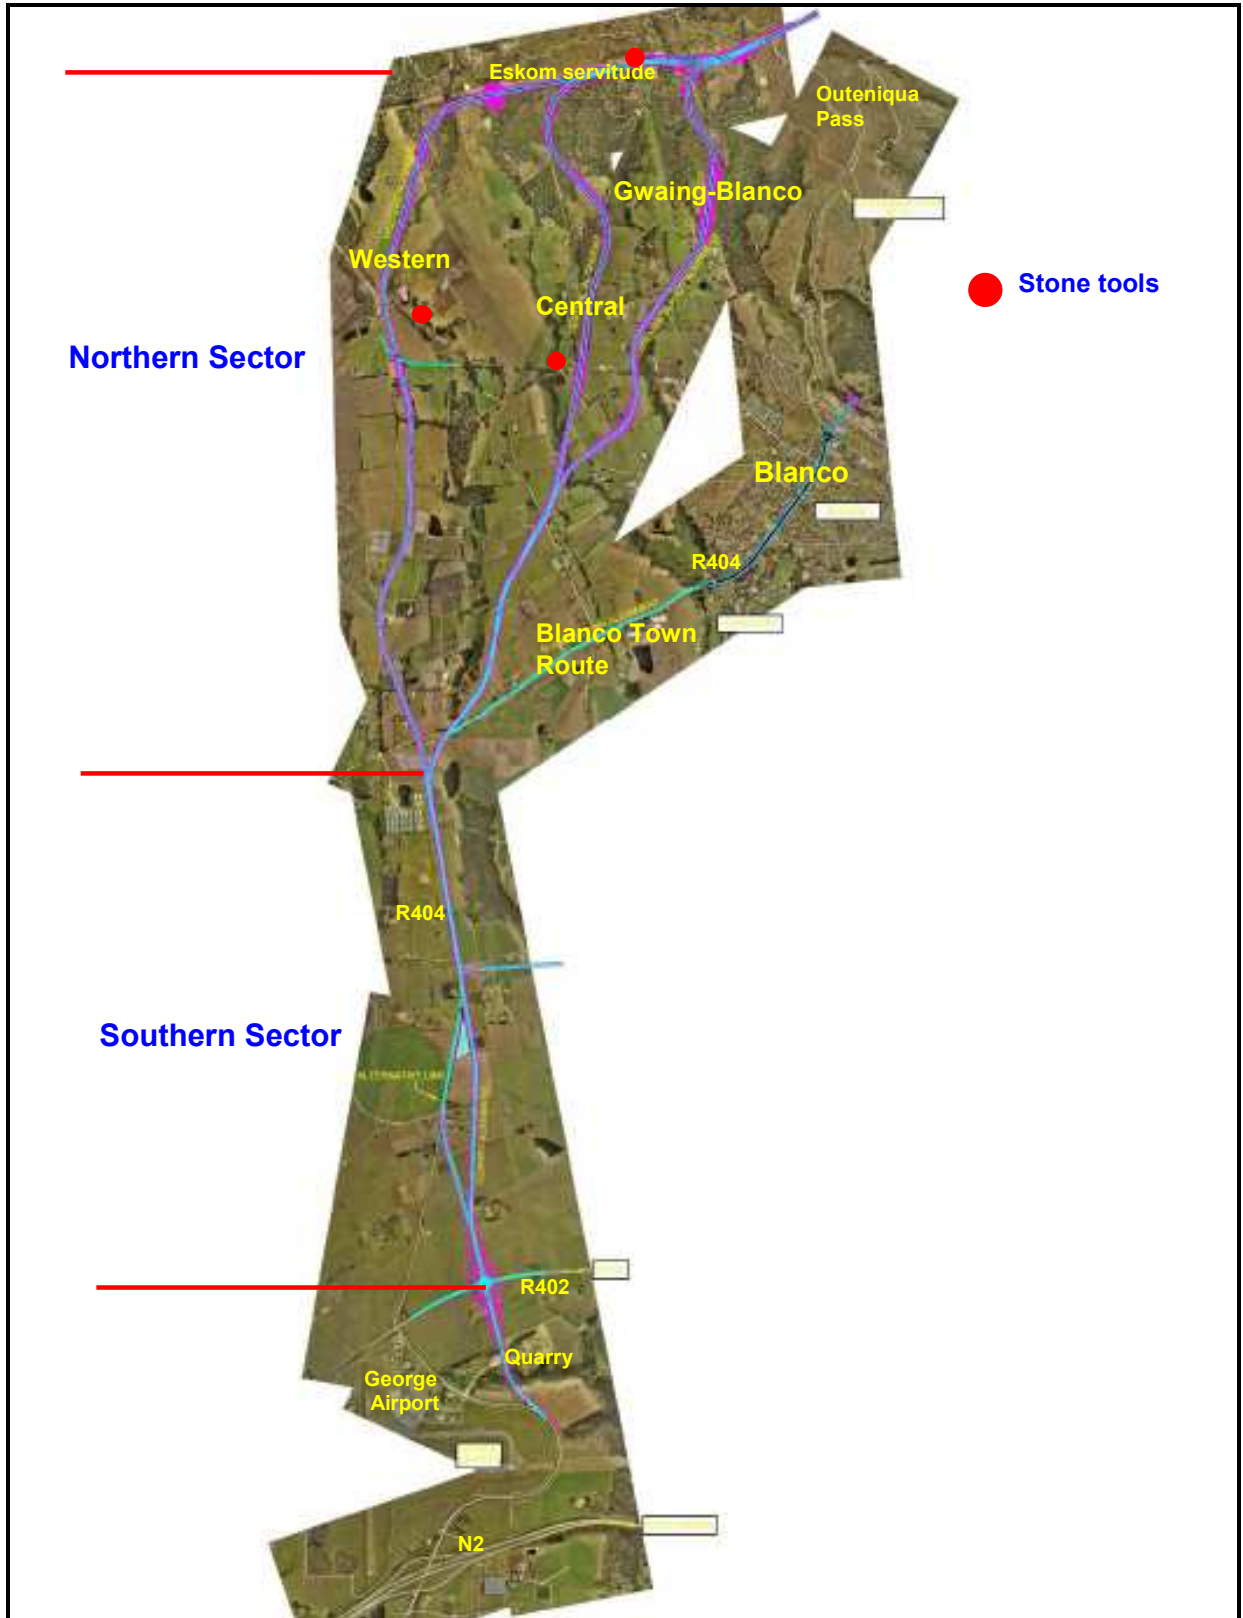 Eskom servitude
Outeniqua
Pass
Gwaing-Blanco
Western
Stone tools
Central
Northern Sector
Blanco
R404
Blanco Town
Route
R404
Southern Sector
R402
Quarry
George
Airport
N2